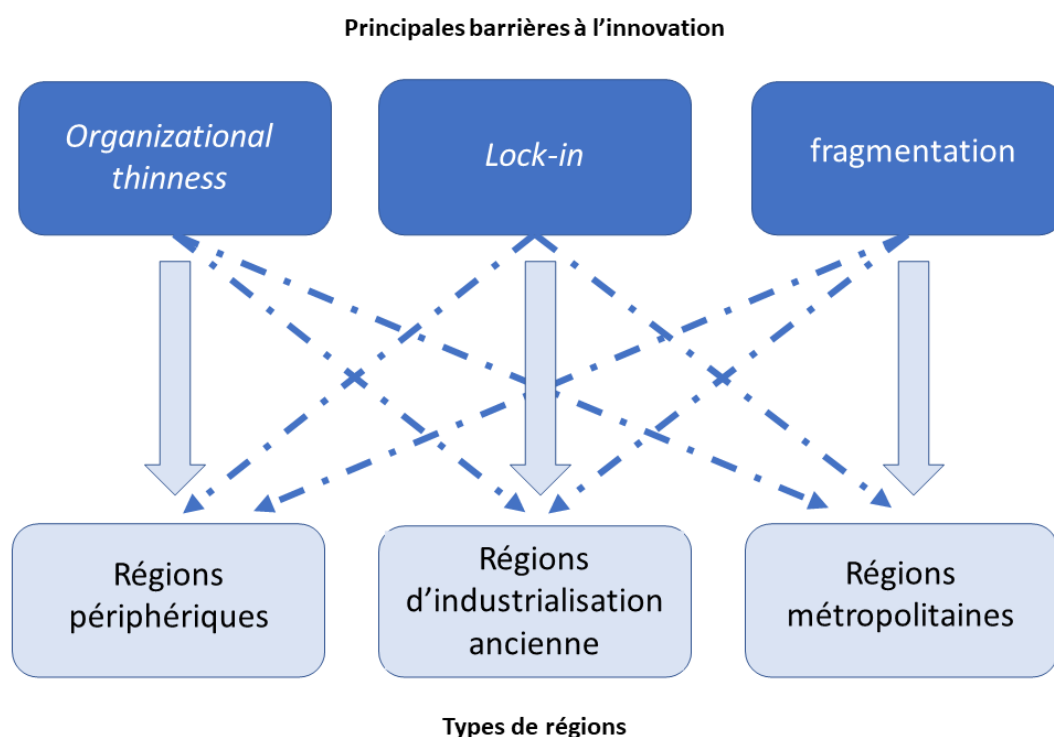 Principales barrières à l’innovation
Organizational
thinness
Lock-in
fragmentation
Régions
périphériques
Régions
d’industrialisation
ancienne
Régions
métropolitaines
Types de régions